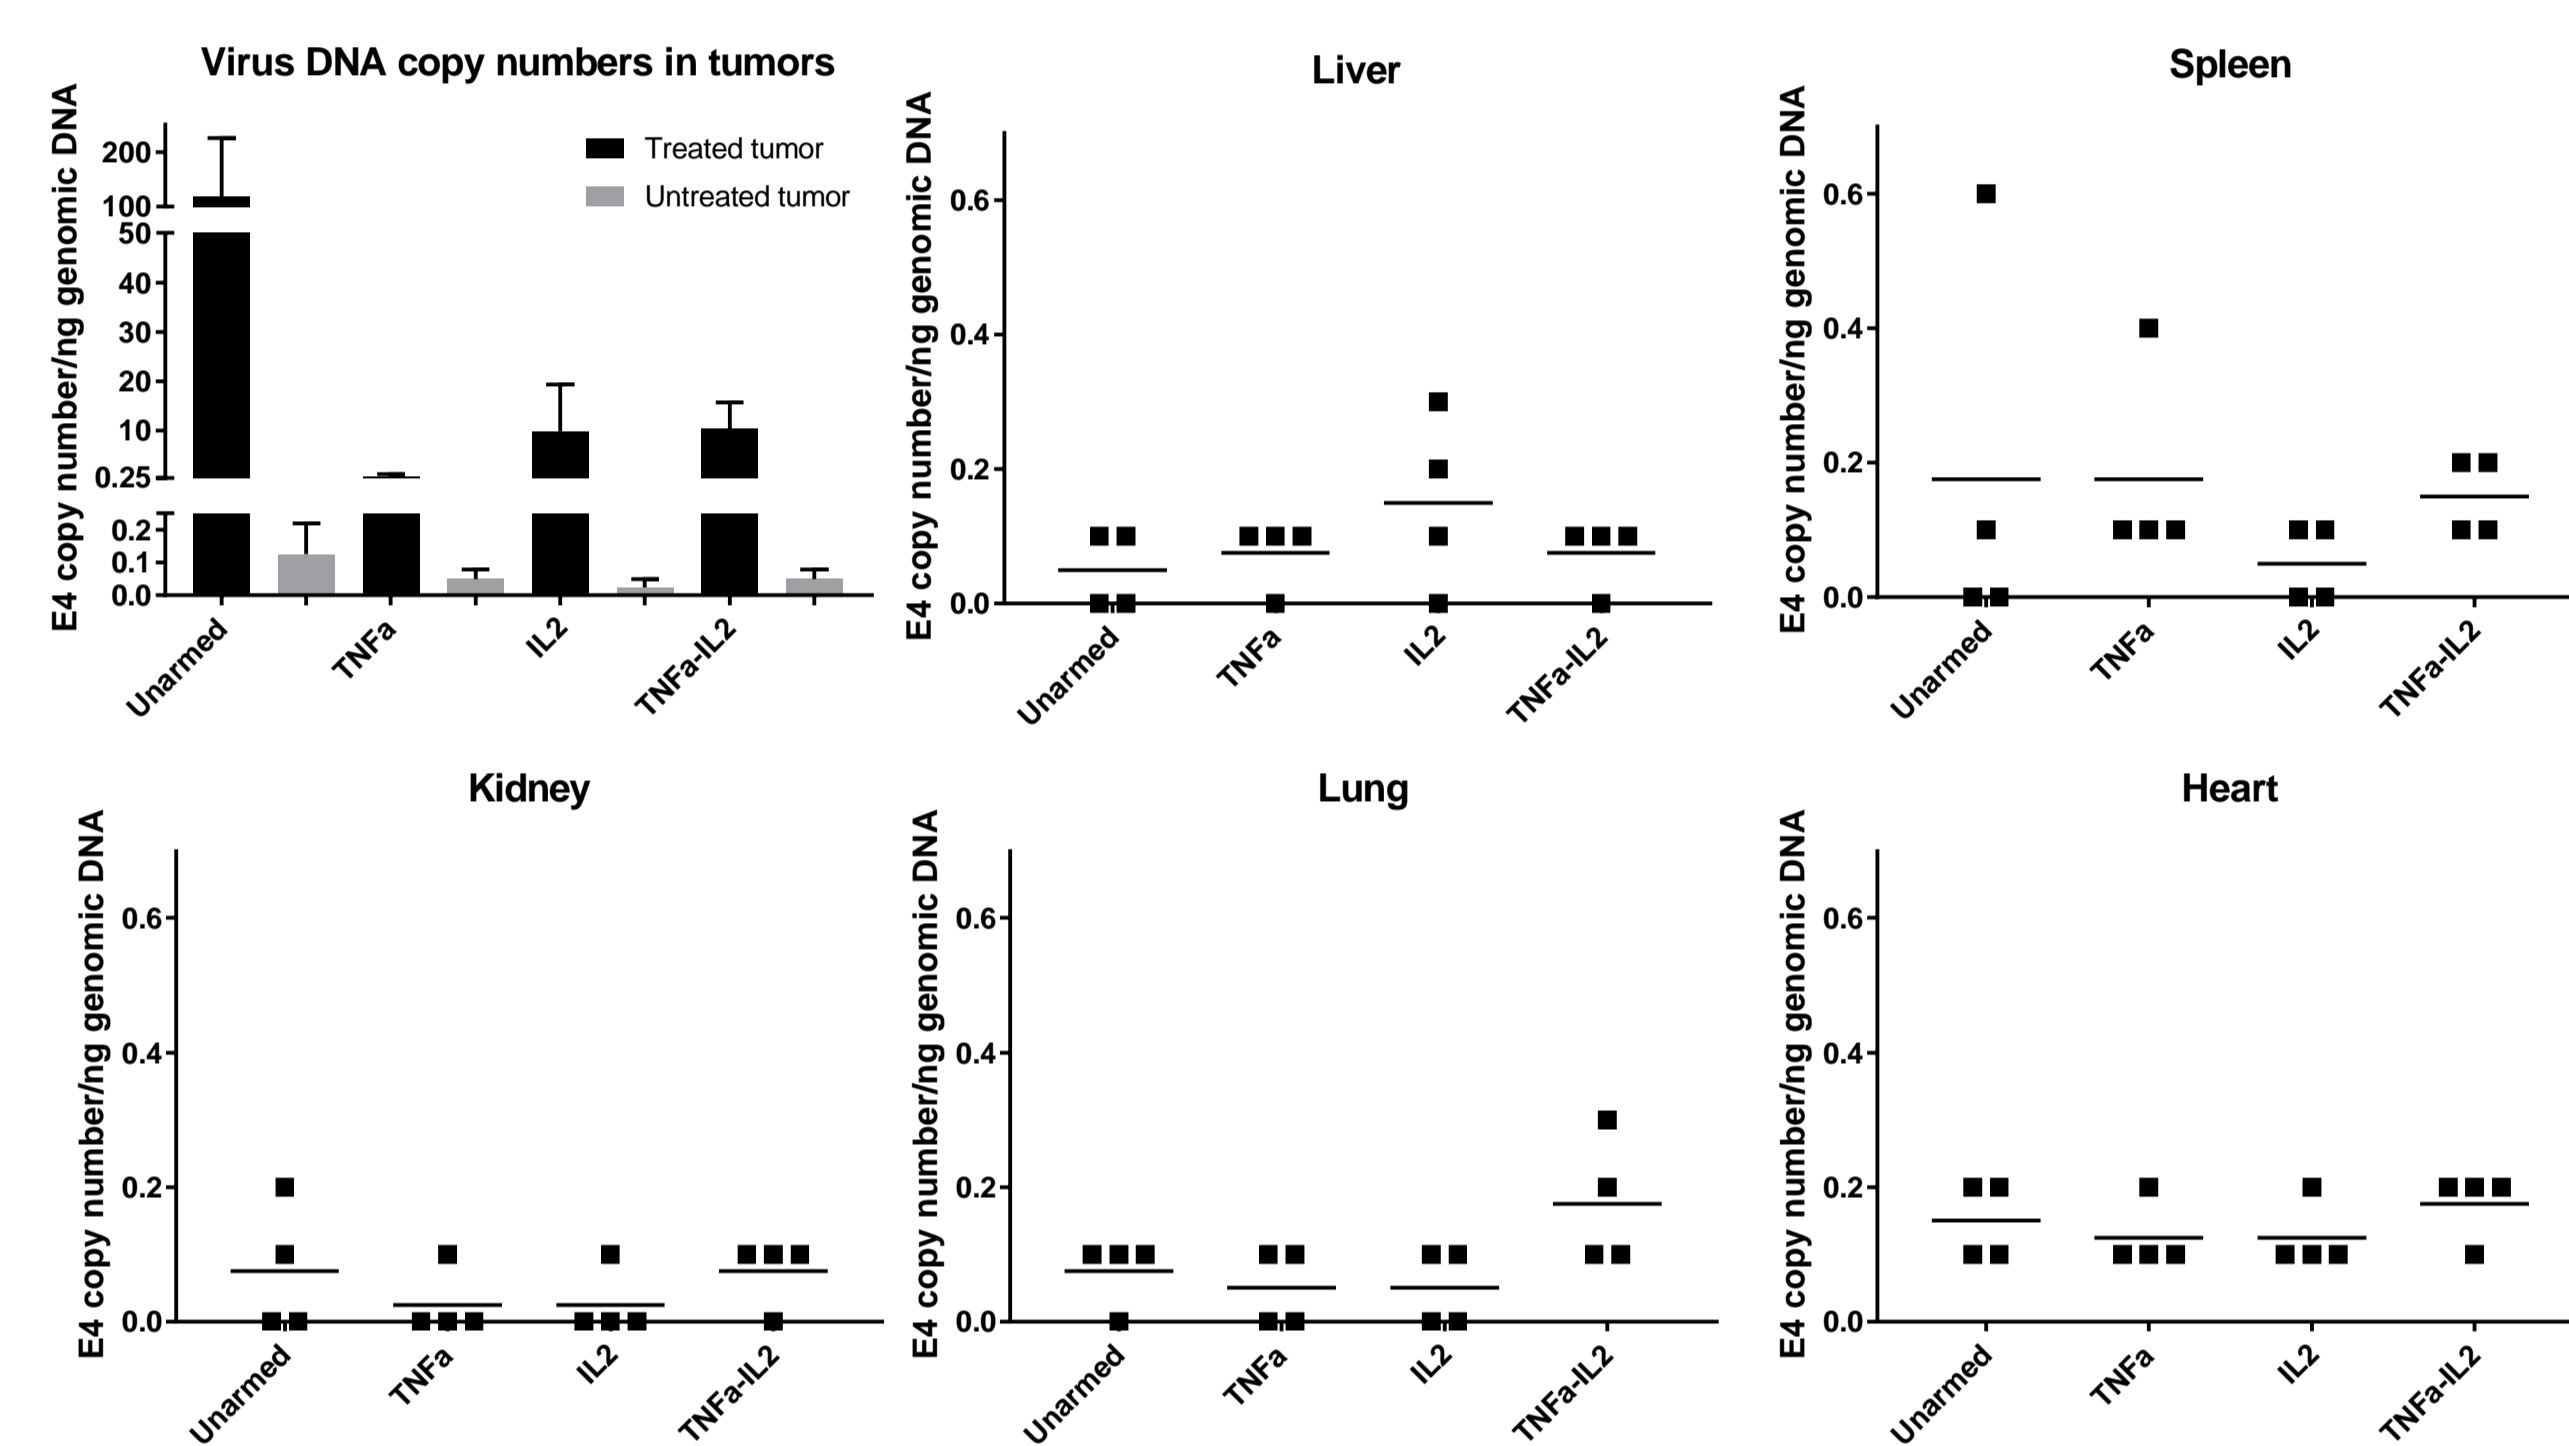 Virus DNA copy numbers in tumors
E4 copy number/ng genomic DNA
200
100
50
40
30
20
10
0.25
0.2
0.1
0.0
Treated tumor
Untreated tumor
Unarmed
TNFa
IL2
TNFa-IL2
Liver
E4 copy number/ng genomic DNA
0.6
0.4
0.2
0.0
Unarmed
TNFa
IL2
TNFa-IL2
Spleen
E4 copy number/ng genomic DNA
0.6
0.4
0.2
0.0
Unarmed
TNFa
IL2
TNFa-IL2
Kidney
E4 copy number/ng genomic DNA
0.6
0.4
0.2
0.0
Unarmed
TNFa
IL2
TNFa-IL2
Lung
E4 copy number/ng genomic DNA
0.6
0.4
0.2
0.0
Unarmed
TNFa
IL2
TNFa-IL2
Heart
E4 copy number/ng genomic DNA
0.6
0.4
0.2
0.0
Unarmed
TNFa
IL2
TNFa-IL2